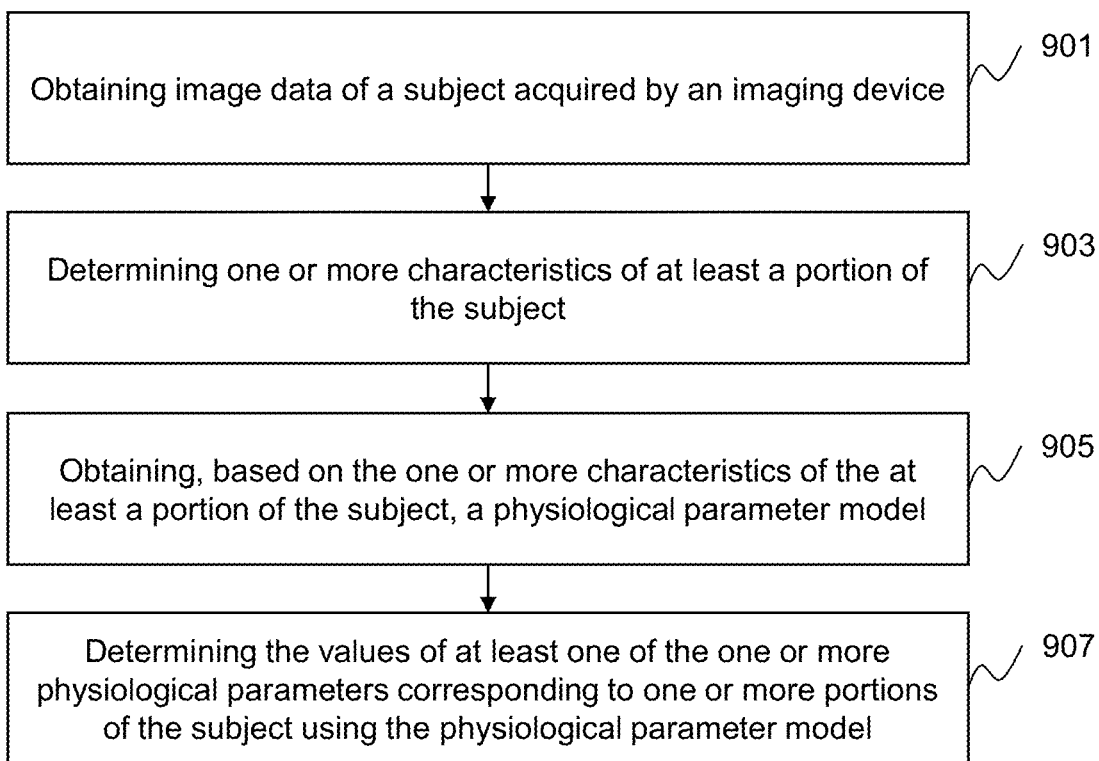 Obtaining image data of a subject acquired by an imaging device
901
Determining one or more characteristics of at least a portion of
the subject
903
Obtaining, based on the one or more characteristics of the at
least a portion of the subject, a physiological parameter model
905
Determining the values of at least one of the one or more
physiological parameters corresponding to one or more portions
of the subject using the physiological parameter model
907